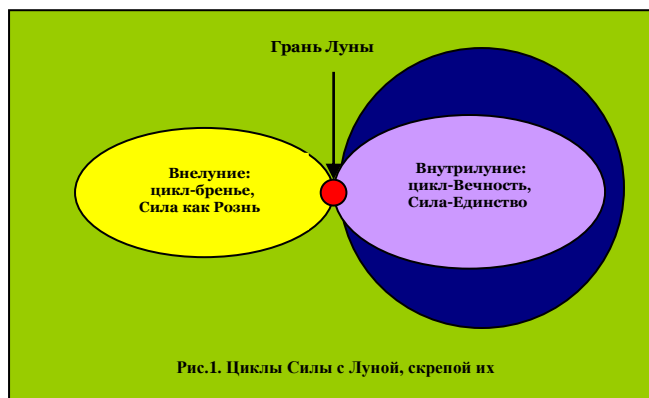 Грань Луны
Внелуние:
цикл-бренье,
Сила как Рознь
Внутрилуние:
цикл-Вечность,
Сила-Единство
Рис.1. Циклы Силы с Луной, скрепой их